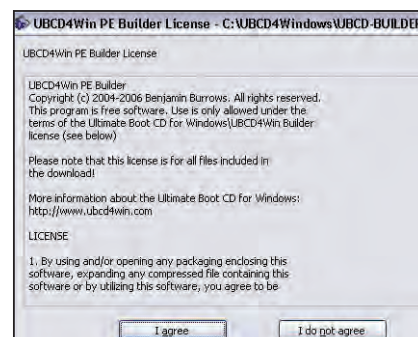 UBCD4Win PE Builder License - C:\UBCD4Windows\UBCD-BUILDER
UBCD4Win PE Builder License
UBCD4Win PE Builder
Copyright (c) 2004-2006 Benjamin Burrows. All rights reserved.
This program is free software. Use is only allowed under the
terms of the Ultimate Boot CD for Windows\UBCD4Win Builder
license (see below)
Please note that this license is for all files included in
the download!
More information about the Ultimate Boot CD for Windows:
http://www.ubcd4win.com
LICENSE
1. By using and/or opening any packaging enclosing this
software, expanding any compressed file containing this
software or by utilizing this software, you agree to be
I agree
I do not agree